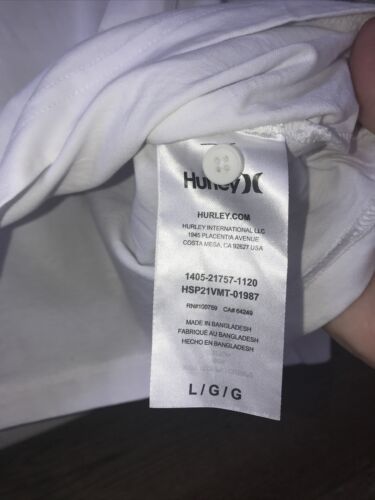 Hurley)(
HURLEY.COM
HURLEY INTERNATIONAL LLC
1945 PLACENTIA AVENUE
COSTA MESA, CA 92627 USA
1405-21757-1120
HSP21VMT-01987
RN#100759 CA# 64249
MADE IN BANGLADESH
FABRIQUÉ AU BANGLADESH
HECHO EN BANGLADESH
L / G / G